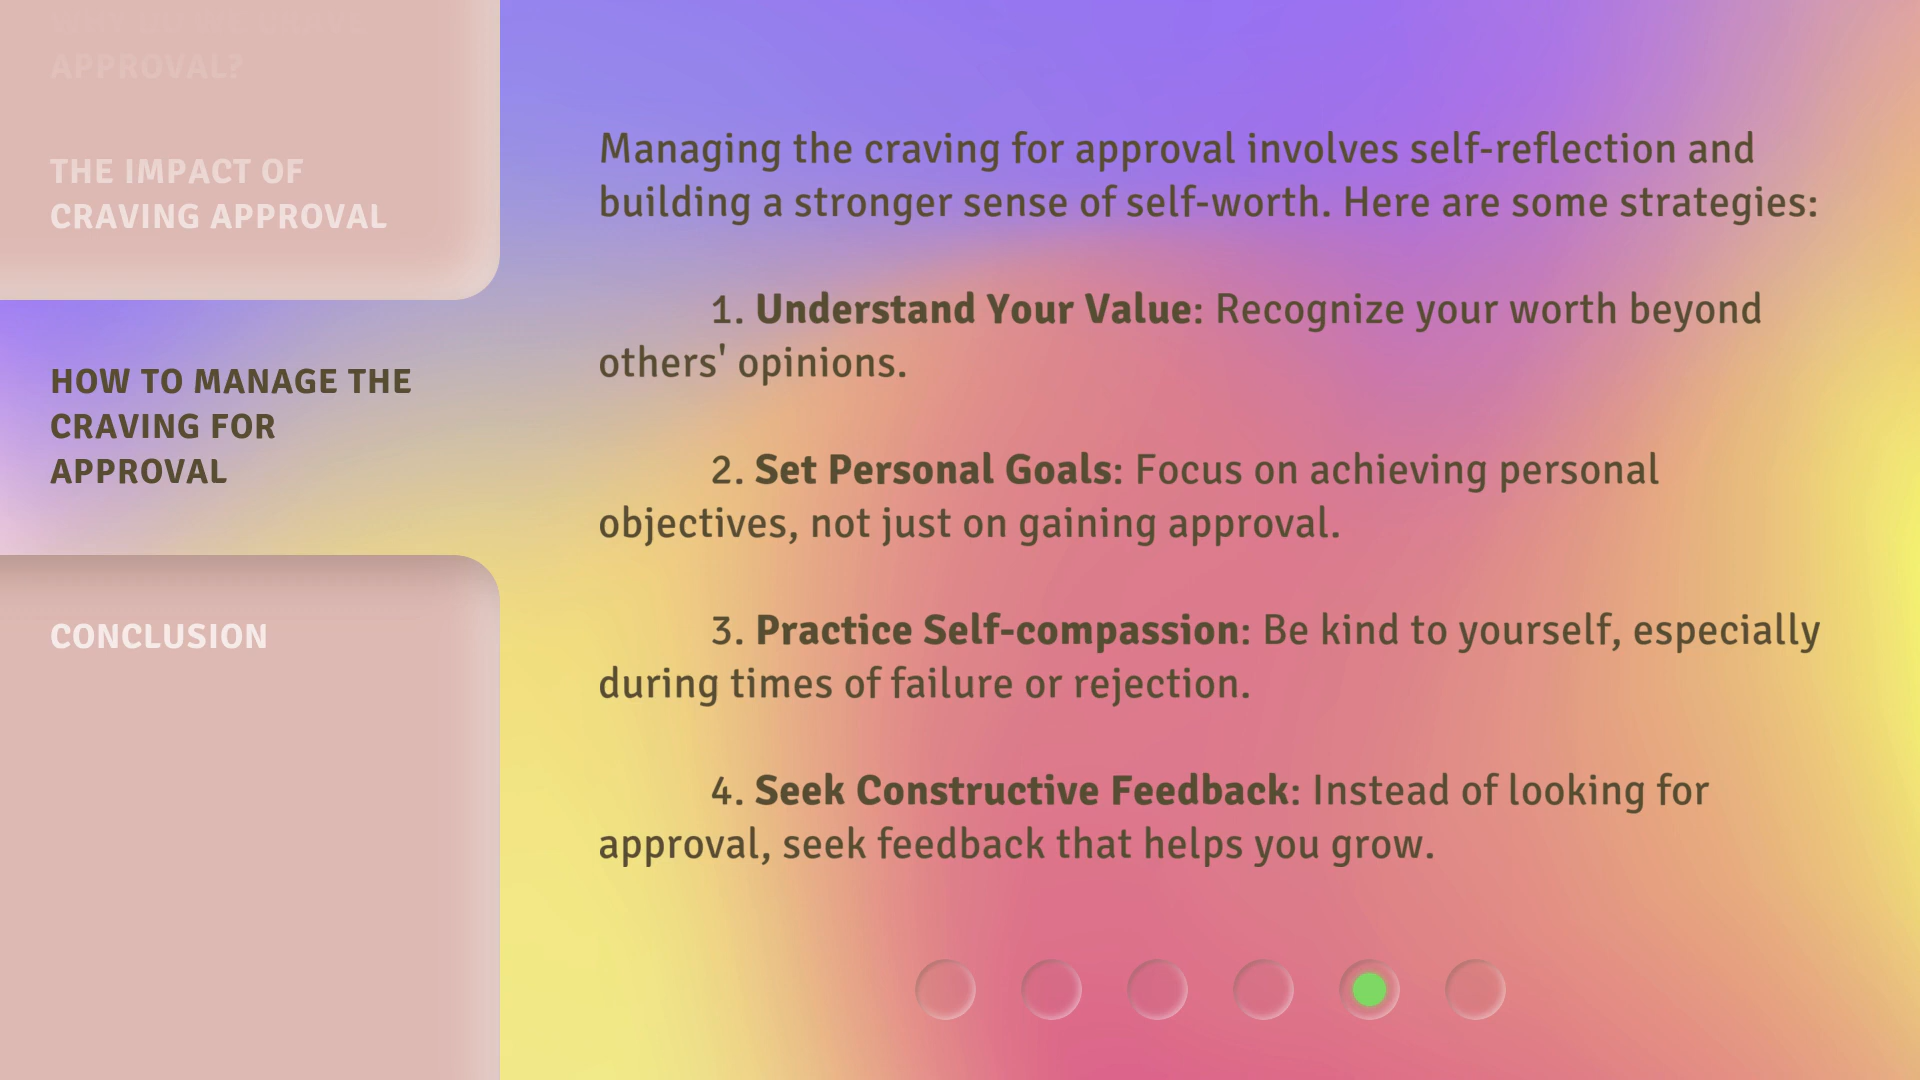 WHY DO WE CRAVE
APPROVAL?
THE IMPACT OF
CRAVING APPROVAL
HOW TO MANAGE THE
CRAVING FOR
APPROVAL
CONCLUSION
Managing the craving for approval involves self-reflection and
building a stronger sense of self-worth. Here are some strategies:
1. Understand Your Value: Recognize your worth beyond
others' opinions.
2. Set Personal Goals: Focus on achieving personal
objectives, not just on gaining approval.
3. Practice Self-compassion: Be kind to yourself, especially
during times of failure or rejection.
4. Seek Constructive Feedback: Instead of looking for
approval, seek feedback that helps you grow.